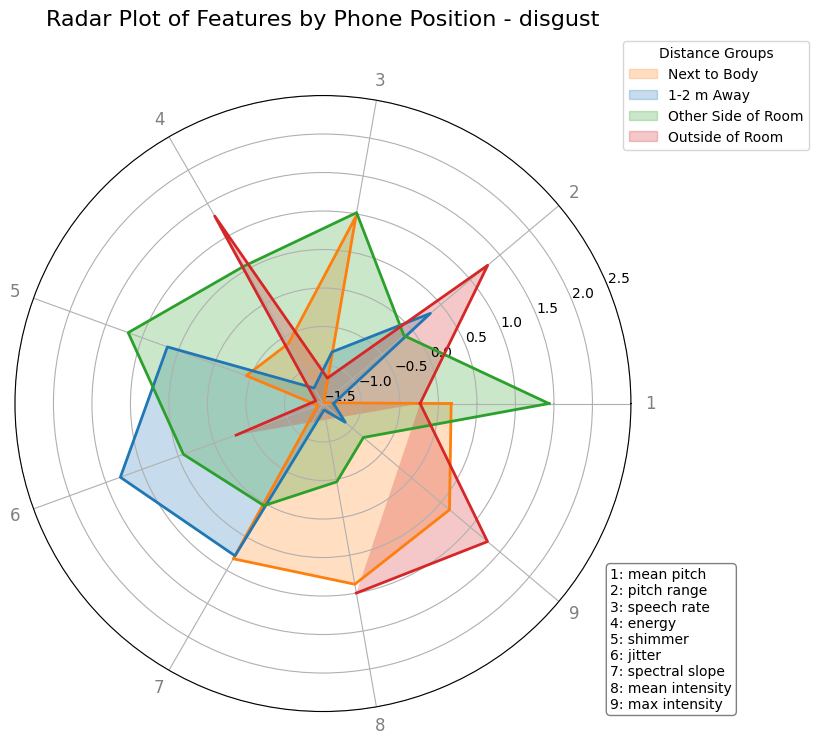 Radar Plot of Features by Phone Position - disgust
Distance Groups
Next to Body
1-2 m Away
Other Side of Room
Outside of Room
3
4
2
5
2.5
2.0
1.5
1.0
0.5
0.0
−0.5
−1.0
−1.5
1
6
7
8
9
1: mean pitch
2: pitch range
3: speech rate
4: energy
5: shimmer
6: jitter
7: spectral slope
8: mean intensity
9: max intensity